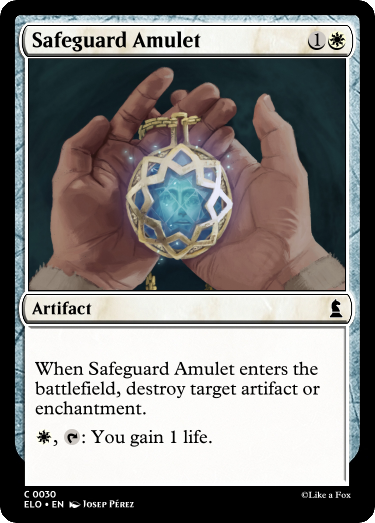 Safeguard Amulet 1
Artifact
When Safeguard Amulet enters the
battlefield, destroy target artifact or
enchantment.
, : You gain 1 life.
C 0030
ELO • EN Josep Pérez
©Like a Fox